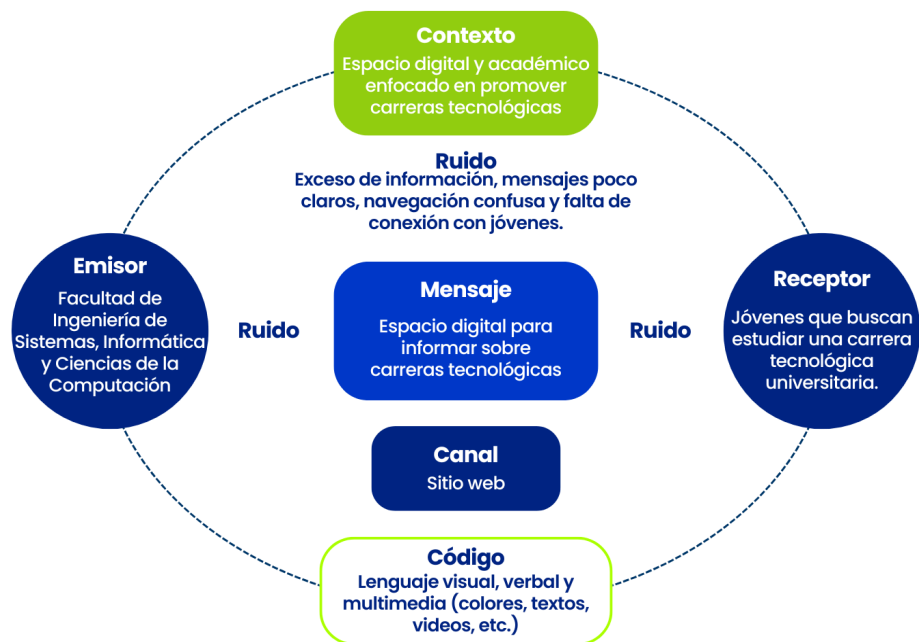 Contexto
Espacio digital y académico
enfocado en promover
carreras tecnológicas
Ruido
Exceso de información, mensajes poco
claros, navegación confusa y falta de
conexión con jóvenes.
Emisor
Facultad de
Ingeniería de
Sistemas, Informática
y Ciencias de la
Computación
Ruido
Mensaje
Espacio digital para
informar sobre
carreras tecnológicas
Ruido
Receptor
Jóvenes que buscan
estudiar una carrera
tecnológica
universitaria.
Canal
Sitio web
Código
Lenguaje visual, verbal y
multimedia (colores, textos,
videos, etc.)